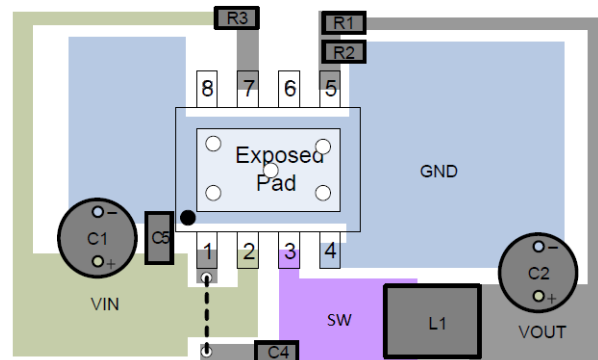 R3
R1
R2
8 7 6 5
Exposed
Pad
GND
1 2 3 4
C1
–
+
C5
C2
–
+
VIN
SW
L1
VOUT
C4